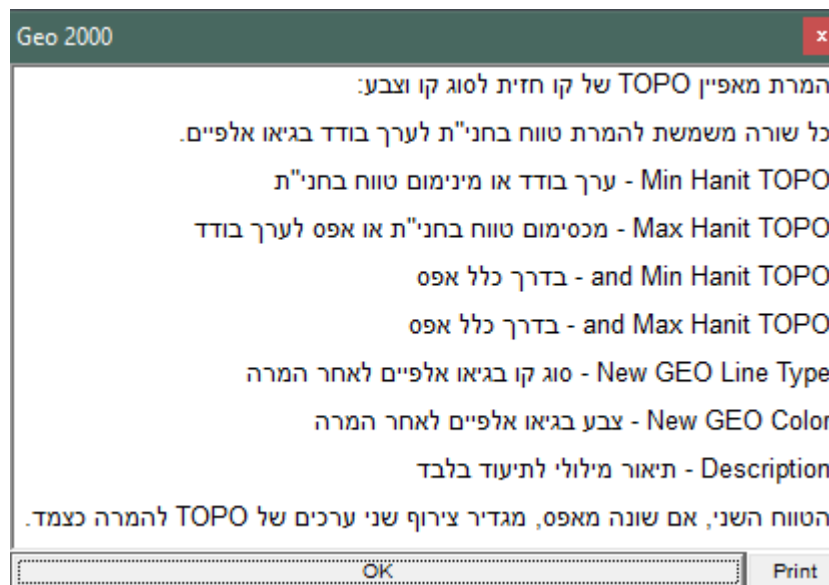 Geo 2000
x
המרת מאפיין TOPO של קו חזית לסוג קו וצבע:
כל שורה משמשת להמרת טווח בחני"ת לערך בודד בגיאו אלפיים.
Min Hanit TOPO - ערך בודד או מינימום טווח בחני"ת
Max Hanit TOPO - מכסימום טווח בחני"ת או אפס לערך בודד
and Min Hanit TOPO - בדרך כלל אפס
and Max Hanit TOPO - בדרך כלל אפס
New GEO Line Type - סוג קו בגיאו אלפיים לאחר המרה
New GEO Color - צבע בגיאו אלפיים לאחר המרה
Description - תיאור מילולי לתיעוד בלבד
הטווח השני, אם שונה מאפס, מגדיר צירוף שני ערכים של TOPO להמרה כצמד.
OK
Print